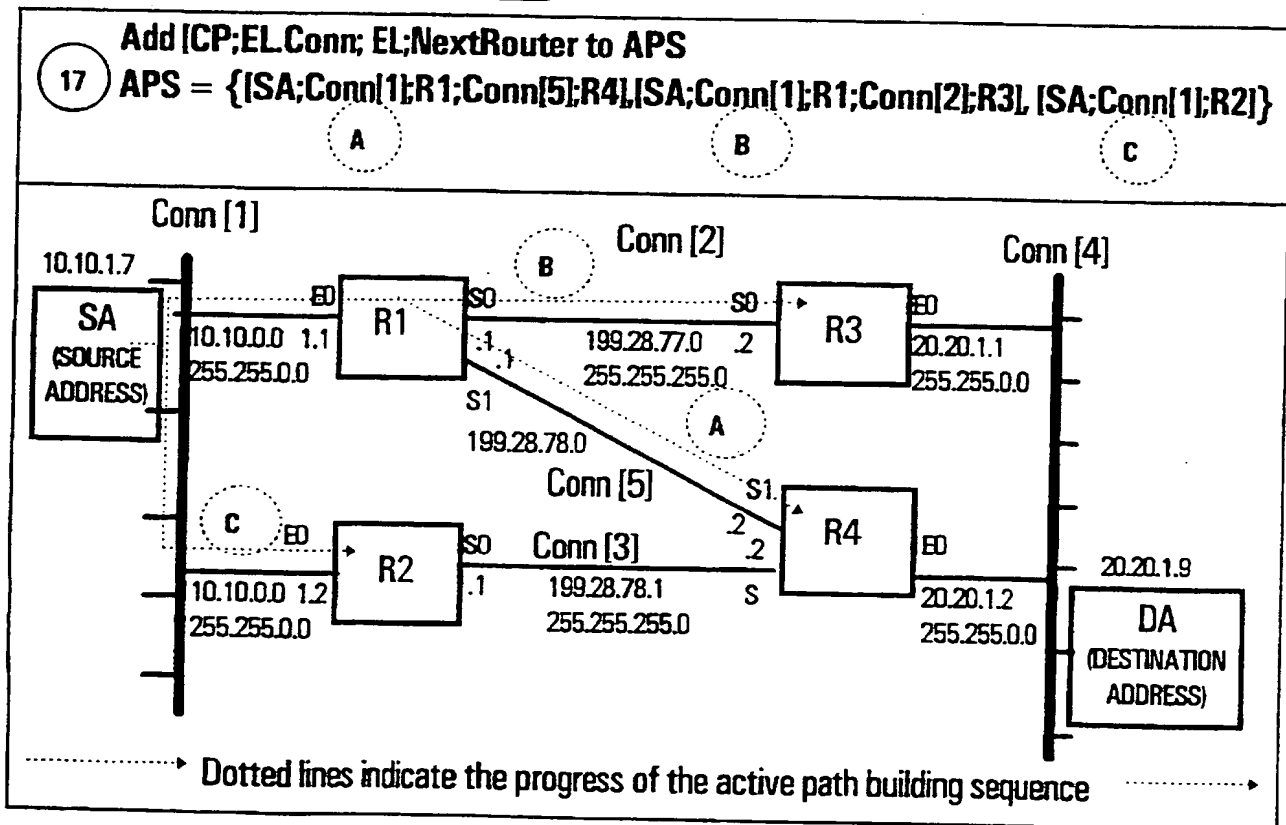 Add [CP;EL.Conn; EL;NextRouter to APS
17
APS = {[SA;Conn[1];R1;Conn[5];R4],[SA;Conn[1];R1;Conn[2];R3], [SA;Conn[1];R2]}
A
B
C
Conn [1]
Conn [2]
Conn [4]
10.10.1.7
B
SA
(SOURCE
ADDRESS)
E0
R1
S0
S0
R3
E0
10.10.0.0 1.1
255.255.0.0
.1
.1
199.28.77.0
255.255.255.0
.2
20.20.1.1
255.255.0.0
S1
A
199.28.78.0
Conn [5]
S1
.2
C
E0
R2
S0
Conn [3]
.2
R4
E0
10.10.0.0 1.2
255.255.0.0
.1
199.28.78.1
255.255.255.0
S
20.20.1.2
255.255.0.0
20.20.1.9
DA
(DESTINATION
ADDRESS)
Dotted lines indicate the progress of the active path building sequence